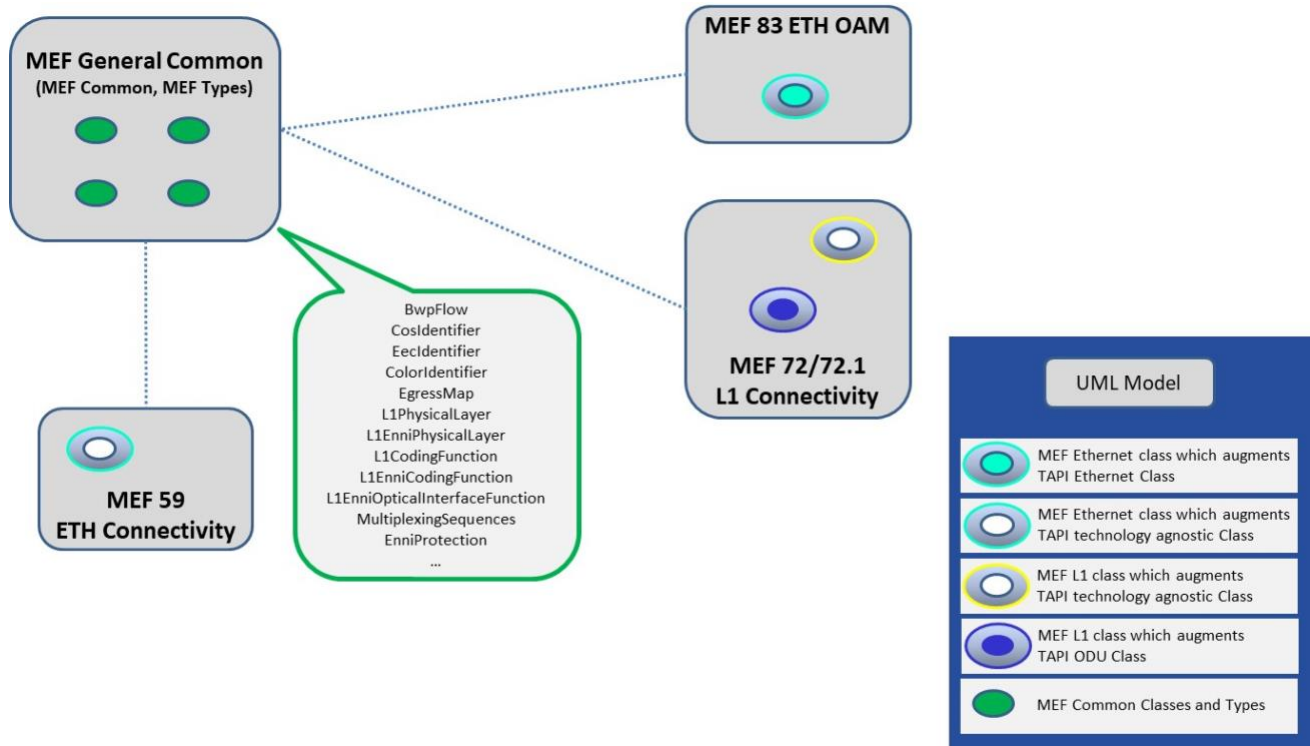 MEF General Common
(MEF Common, MEF Types)
MEF 83 ETH OAM
MEF 72/72.1
L1 Connectivity
MEF 59
ETH Connectivity
BwpFlow
CosIdentifier
EecIdentifier
ColorIdentifier
EgressMap
L1PhysicalLayer
L1EnniPhysicalLayer
L1CodingFunction
L1EnniCodingFunction
L1EnniOpticalInterfaceFunction
MultiplexingSequences
EnniProtection
...
UML Model
MEF Ethernet class which augments
TAPI Ethernet Class
MEF Ethernet class which augments
TAPI technology agnostic Class
MEF L1 class which augments
TAPI technology agnostic Class
MEF L1 class which augments
TAPI ODU Class
MEF Common Classes and Types